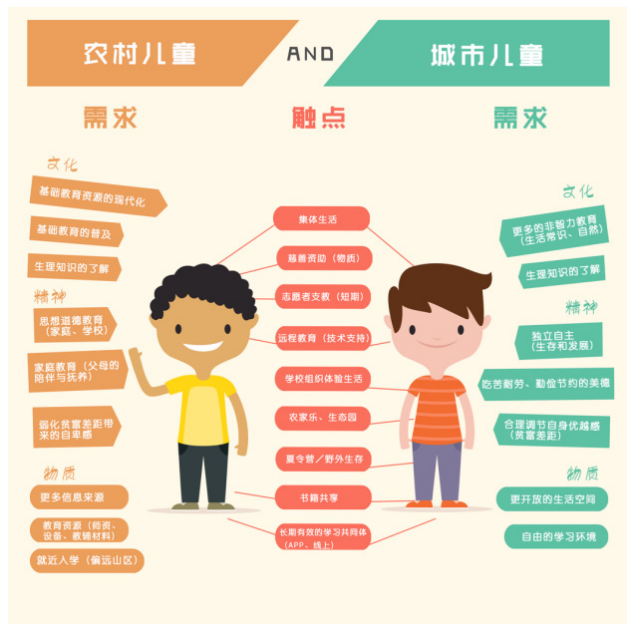 农村儿童
AND
城市儿童
需求
触点
需求
文化
基础教育资源的现代化
基础教育的普及
生理知识的了解
精神
思想道德教育
（家庭、学校）
家庭教育（父母的
陪伴与抚养）
弱化贫富差距带
来的自卑感
物质
更多信息来源
教育资源（师资、
设备、教辅材料）
就近入学（偏远山区）
集体生活
慈善资助（物质）
志愿者支教（短期）
远程教育（技术支持）
学校组织体验生活
农家乐、生态园
夏令营／野外生存
书籍共享
长期有效的学习共同体
（APP、线上）
文化
更多的非智力教育
（生活常识、自然）
生理知识的了解
精神
独立自主
（生存和发展）
吃苦耐劳、勤俭节约的美德
合理调节自身优越感
（贫富差距）
物质
更开放的生活空间
自由的学习环境